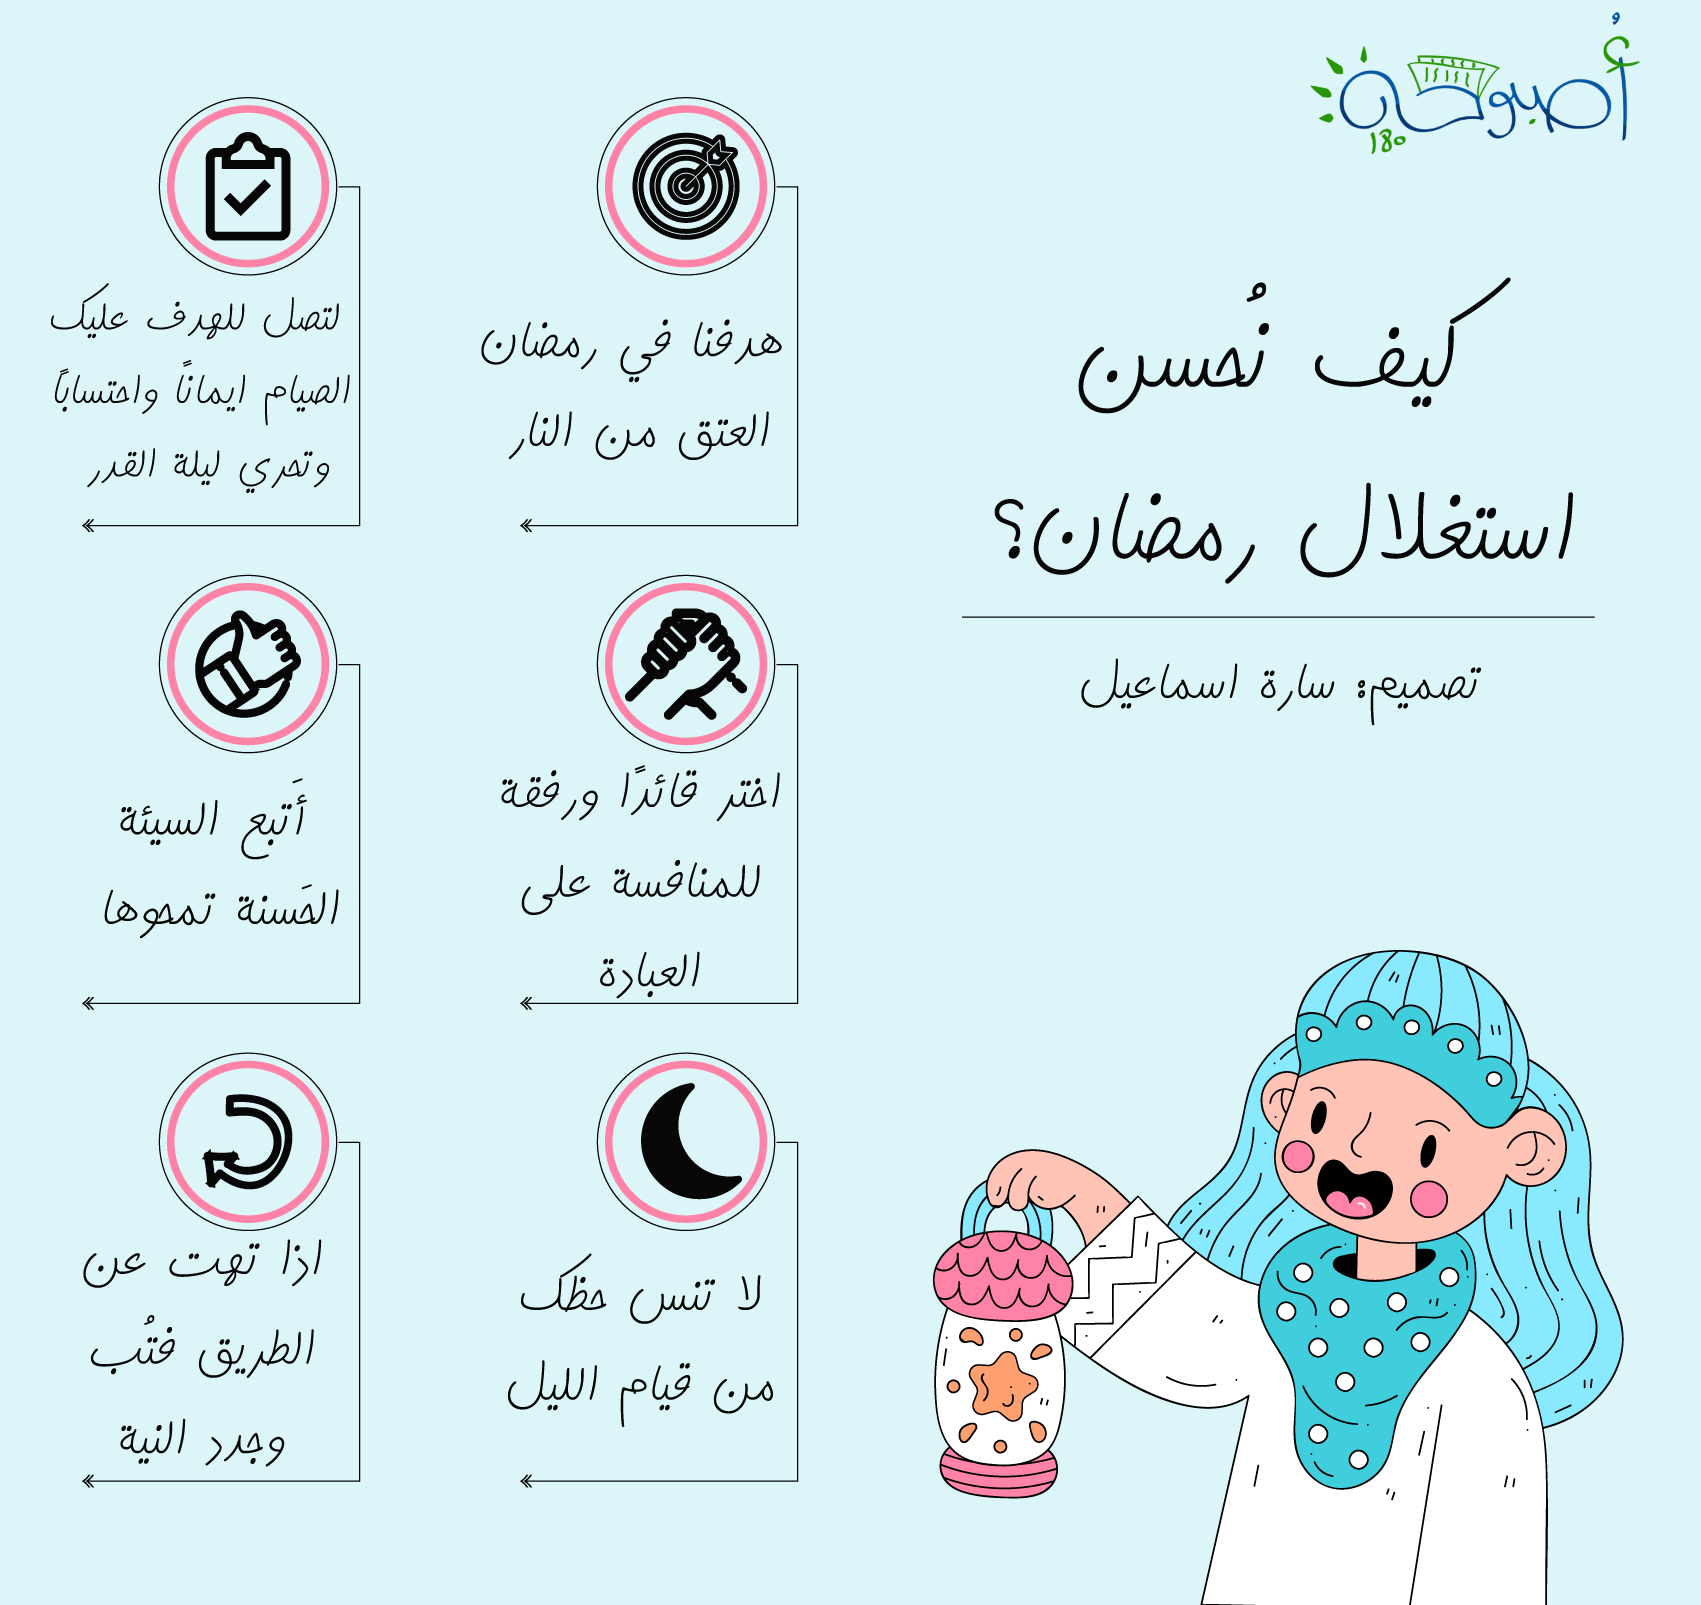 أُصبوحة
١٨٠
كيف نُحسن
استغلال رمضان؟
تصميم: سارة اسماعيل
هدفنا في رمضان
العتق من النار
لتصل للهدف عليك
الصيام ايمانًا واحتسابًا
وتحري ليلة القدر
اختر قائدًا ورفقة
للمنافسة على
العبادة
أَتبع السيئة
الحَسنة تمحوها
لا تنس حظك
من قيام الليل
اذا تهت عن
الطريق فتُب
وجدد النية